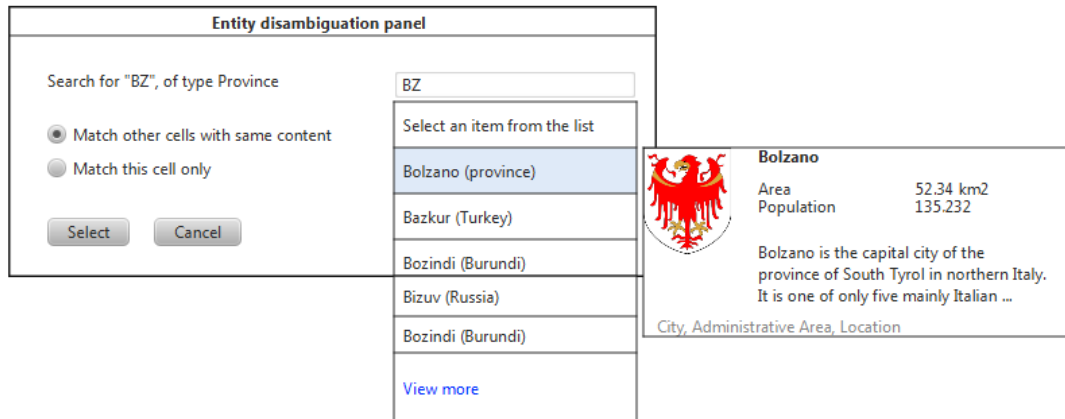 Entity disambiguation panel
Search for "BZ", of type Province
BZ
Match other cells with same content
Match this cell only
Select
Cancel
Select an item from the list
Bolzano (province)
Bazkur (Turkey)
Bozindi (Burundi)
Bizuv (Russia)
Bozindi (Burundi)
View more
Bolzano
Area 52.34 km2
Population 135.232
Bolzano is the capital city of the
province of South Tyrol in northern Italy.
It is one of only five mainly Italian ...
City, Administrative Area, Location